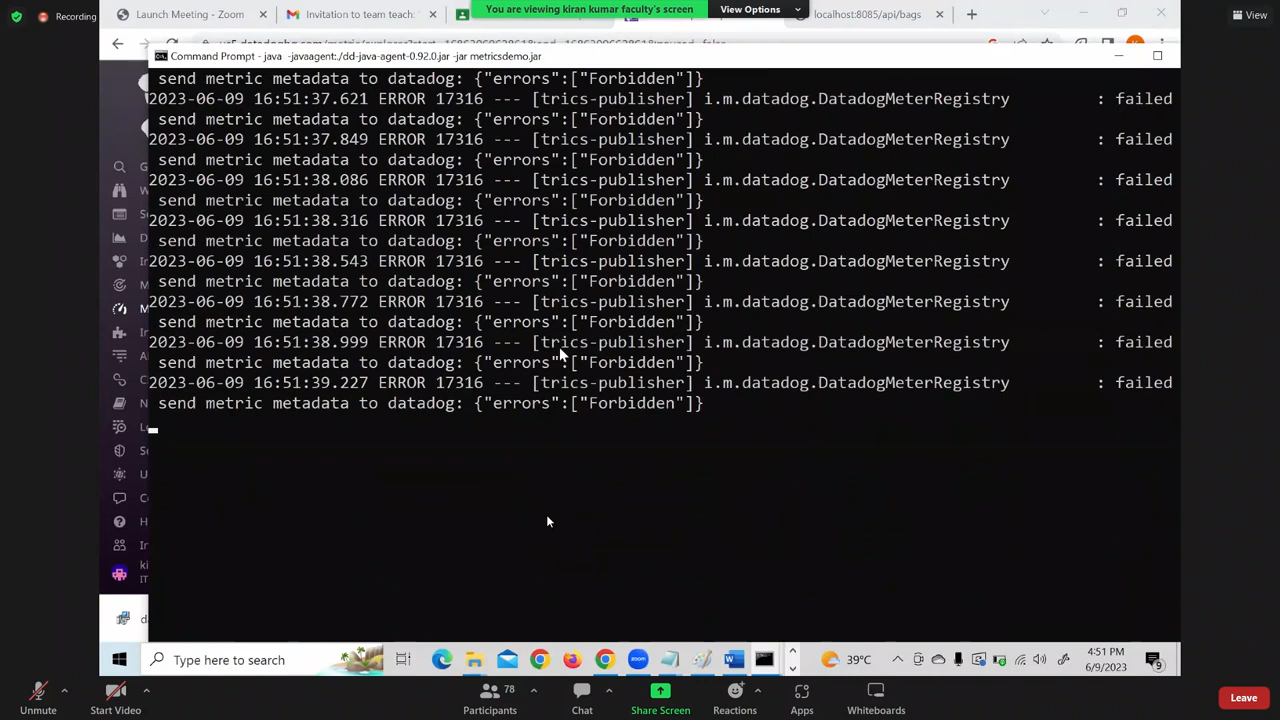 Recording
You are viewing kiran kumar faculty's screen
View Options
View
Launch Meeting - Zoom
Invitation to team teach
localhost:8085/api/bags
Command Prompt - java -javaagent:./dd-java-agent-0.92.0.jar -jar metricsdemo.jar
send metric metadata to datadog: {"errors":["Forbidden"]}
2023-06-09 16:51:37.621 ERROR 17316 --- [trics-publisher] i.m.datadog.DatadogMeterRegistry : failed
send metric metadata to datadog: {"errors":["Forbidden"]}
2023-06-09 16:51:37.849 ERROR 17316 --- [trics-publisher] i.m.datadog.DatadogMeterRegistry : failed
send metric metadata to datadog: {"errors":["Forbidden"]}
2023-06-09 16:51:38.086 ERROR 17316 --- [trics-publisher] i.m.datadog.DatadogMeterRegistry : failed
send metric metadata to datadog: {"errors":["Forbidden"]}
2023-06-09 16:51:38.316 ERROR 17316 --- [trics-publisher] i.m.datadog.DatadogMeterRegistry : failed
send metric metadata to datadog: {"errors":["Forbidden"]}
2023-06-09 16:51:38.543 ERROR 17316 --- [trics-publisher] i.m.datadog.DatadogMeterRegistry : failed
send metric metadata to datadog: {"errors":["Forbidden"]}
2023-06-09 16:51:38.772 ERROR 17316 --- [trics-publisher] i.m.datadog.DatadogMeterRegistry : failed
send metric metadata to datadog: {"errors":["Forbidden"]}
2023-06-09 16:51:38.999 ERROR 17316 --- [trics-publisher] i.m.datadog.DatadogMeterRegistry : failed
send metric metadata to datadog: {"errors":["Forbidden"]}
2023-06-09 16:51:39.227 ERROR 17316 --- [trics-publisher] i.m.datadog.DatadogMeterRegistry : failed
send metric metadata to datadog: {"errors":["Forbidden"]}
Type here to search
39°C
4:51 PM
6/9/2023
9
Unmute
Start Video
78
Participants
Chat
Share Screen
Reactions
Apps
Whiteboards
Leave